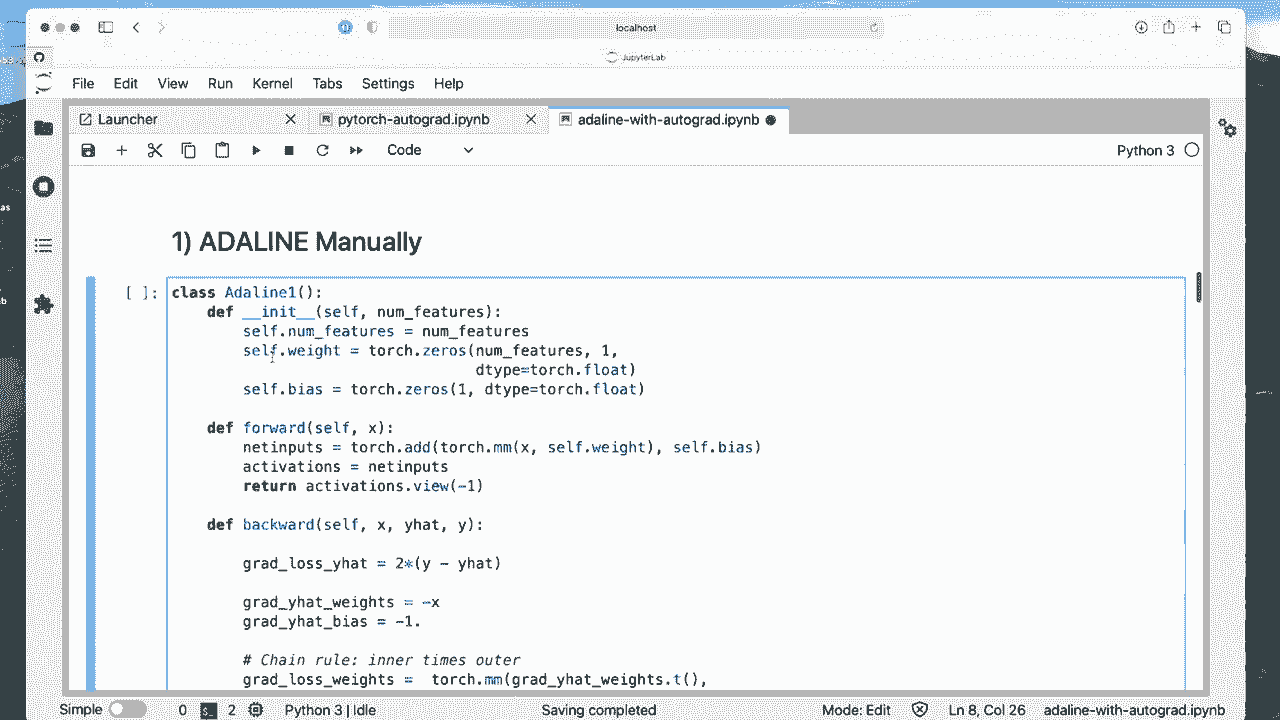 localhost
JupyterLab
File Edit View Run Kernel Tabs Settings Help
Launcher pytorch-autograd.ipynb adaline-with-autograd.ipynb
Code Python 3
1) ADALINE Manually
[ ]: class Adaline1():
def __init__(self, num_features):
self.num_features = num_features
self.weight = torch.zeros(num_features, 1,
dtype=torch.float)
self.bias = torch.zeros(1, dtype=torch.float)
def forward(self, x):
netinputs = torch.add(torch.mm(x, self.weight), self.bias)
activations = netinputs
return activations.view(-1)
def backward(self, x, yhat, y):
grad_loss_yhat = 2*(y - yhat)
grad_yhat_weights = -x
grad_yhat_bias = -1.
# Chain rule: inner times outer
grad_loss_weights = torch.mm(grad_yhat_weights.t(),
Simple 0 2 Python 3 | Idle Saving completed Mode: Edit Ln 8, Col 26 adaline-with-autograd.ipynb